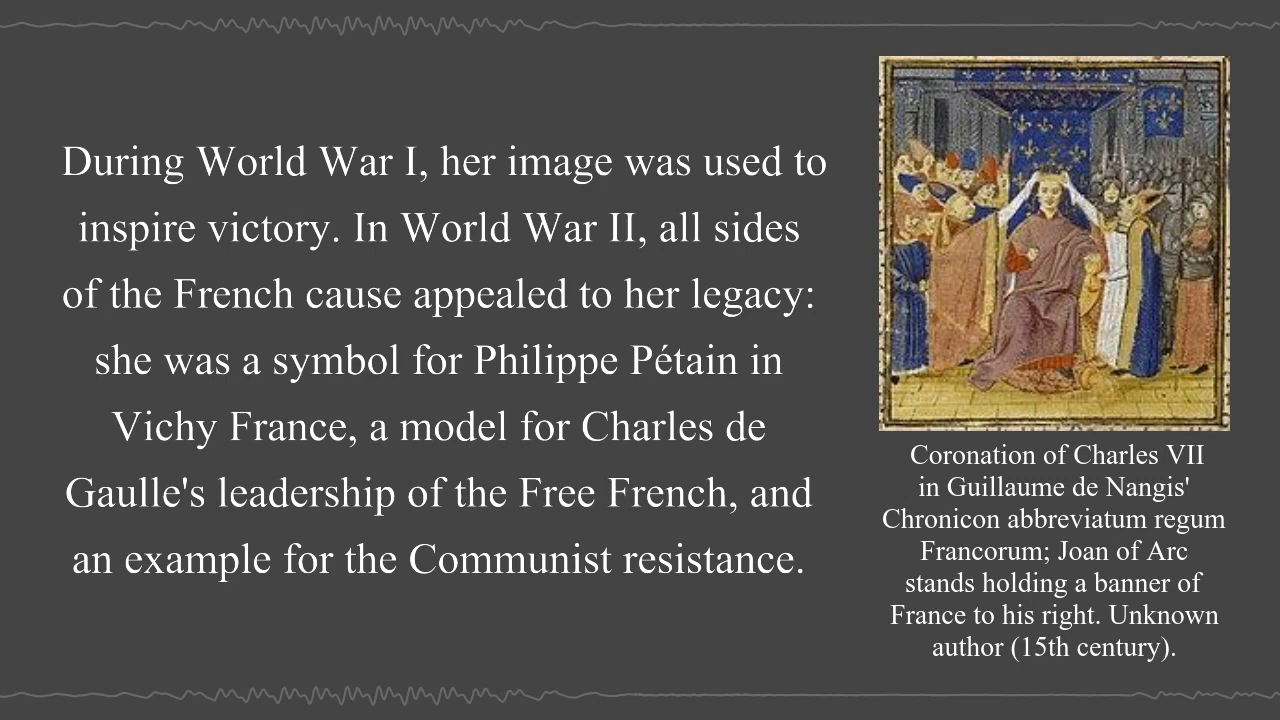 During World War I, her image was used to
inspire victory. In World War II, all sides
of the French cause appealed to her legacy:
she was a symbol for Philippe Pétain in
Vichy France, a model for Charles de
Gaulle's leadership of the Free French, and
an example for the Communist resistance.
Coronation of Charles VII
in Guillaume de Nangis'
Chronicon abbreviatum regum
Francorum; Joan of Arc
stands holding a banner of
France to his right. Unknown
author (15th century).